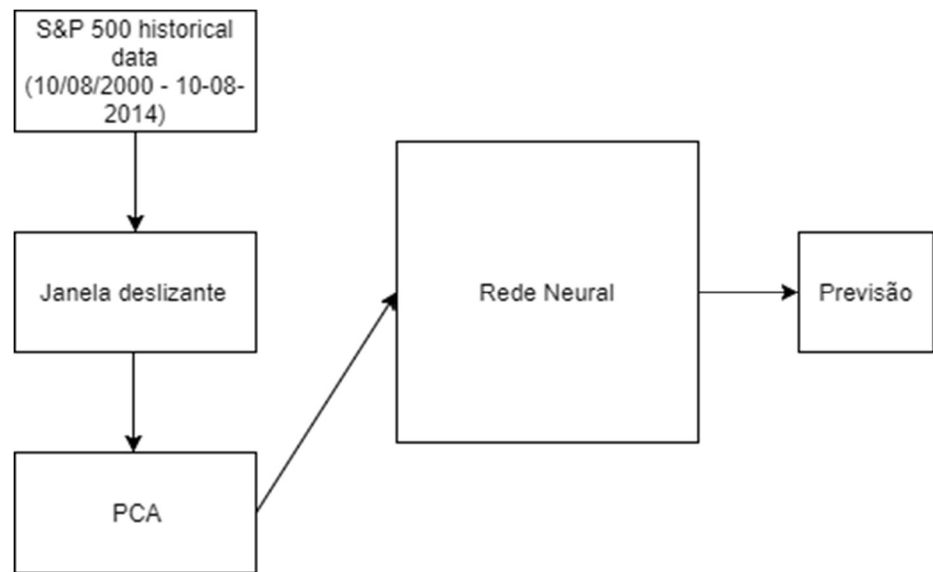 S&P 500 historical
data
(10/08/2000 - 10-08-
2014)
Janela deslizante
PCA
Rede Neural
Previsão